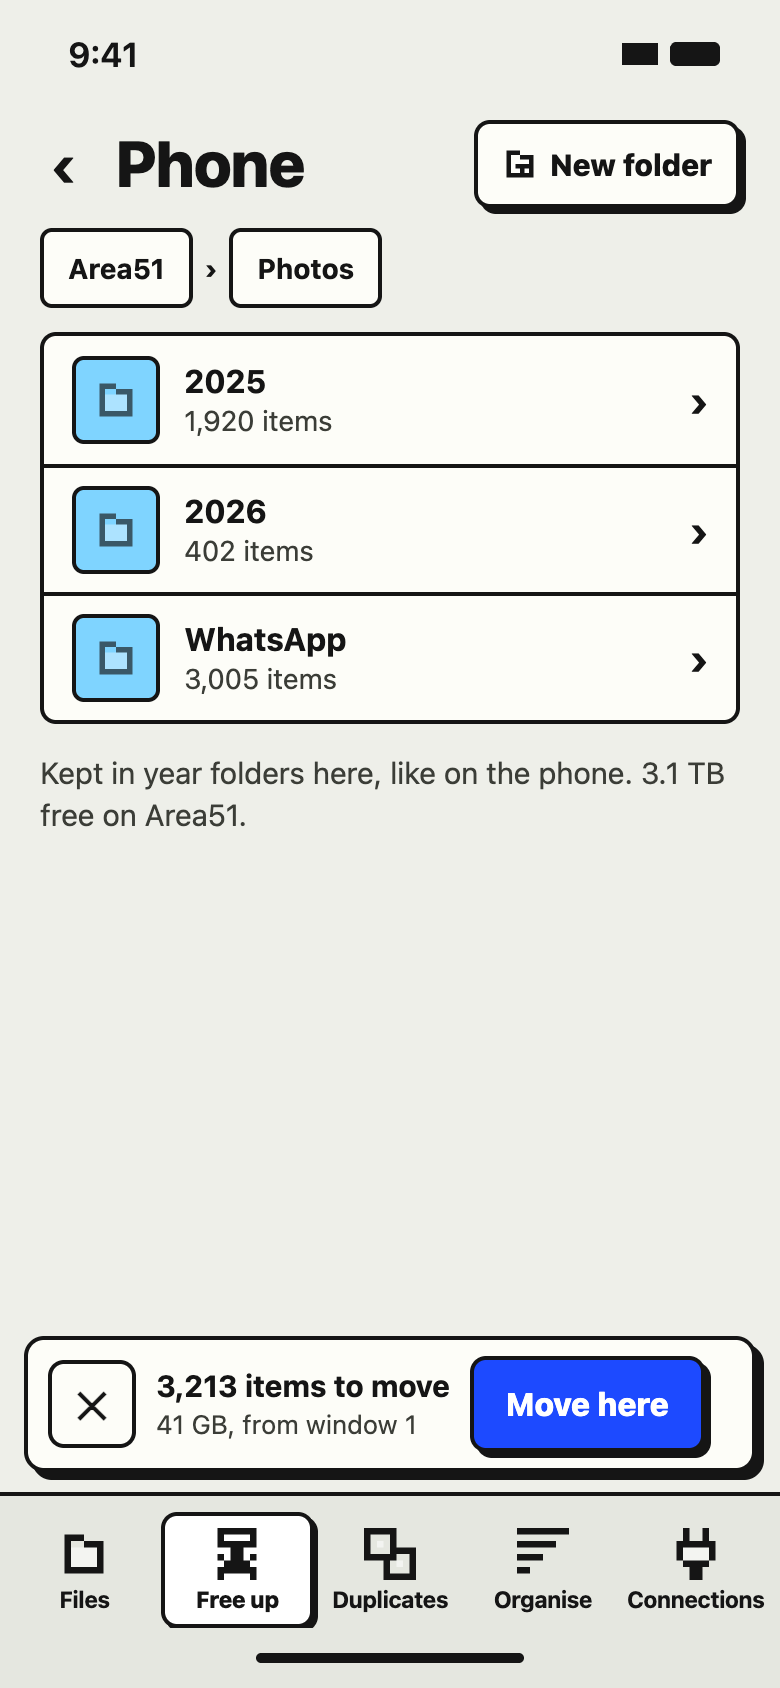 9:41
‹ Phone
New folder
Area51 › Photos
2025
1,920 items
›
2026
402 items
›
WhatsApp
3,005 items
›
Kept in year folders here, like on the phone. 3.1 TB
free on Area51.
3,213 items to move
41 GB, from window 1
Move here
Files
Free up
Duplicates
Organise
Connections